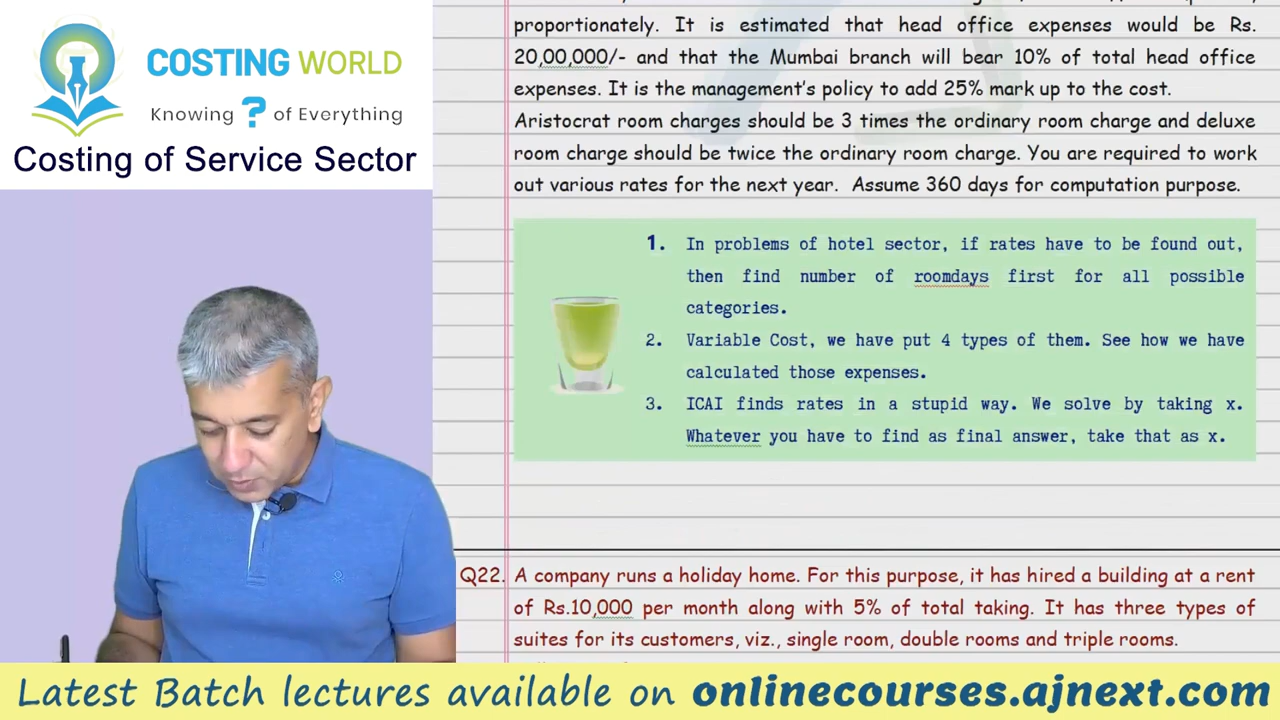 COSTING WORLD
Knowing ? of Everything
Costing of Service Sector
proportionately. It is estimated that head office expenses would be Rs.
20,00,000/- and that the Mumbai branch will bear 10% of total head office
expenses. It is the management's policy to add 25% mark up to the cost.
Aristocrat room charges should be 3 times the ordinary room charge and deluxe
room charge should be twice the ordinary room charge. You are required to work
out various rates for the next year. Assume 360 days for computation purpose.
1. In problems of hotel sector, if rates have to be found out,
then find number of roomdays first for all possible
categories.
2. Variable Cost, we have put 4 types of them. See how we have
calculated those expenses.
3. ICAI finds rates in a stupid way. We solve by taking x.
Whatever you have to find as final answer, take that as x.
Q22. A company runs a holiday home. For this purpose, it has hired a building at a rent
of Rs.10,000 per month along with 5% of total taking. It has three types of
suites for its customers, viz., single room, double rooms and triple rooms.
Latest Batch lectures available on onlinecourses.ajnext.com